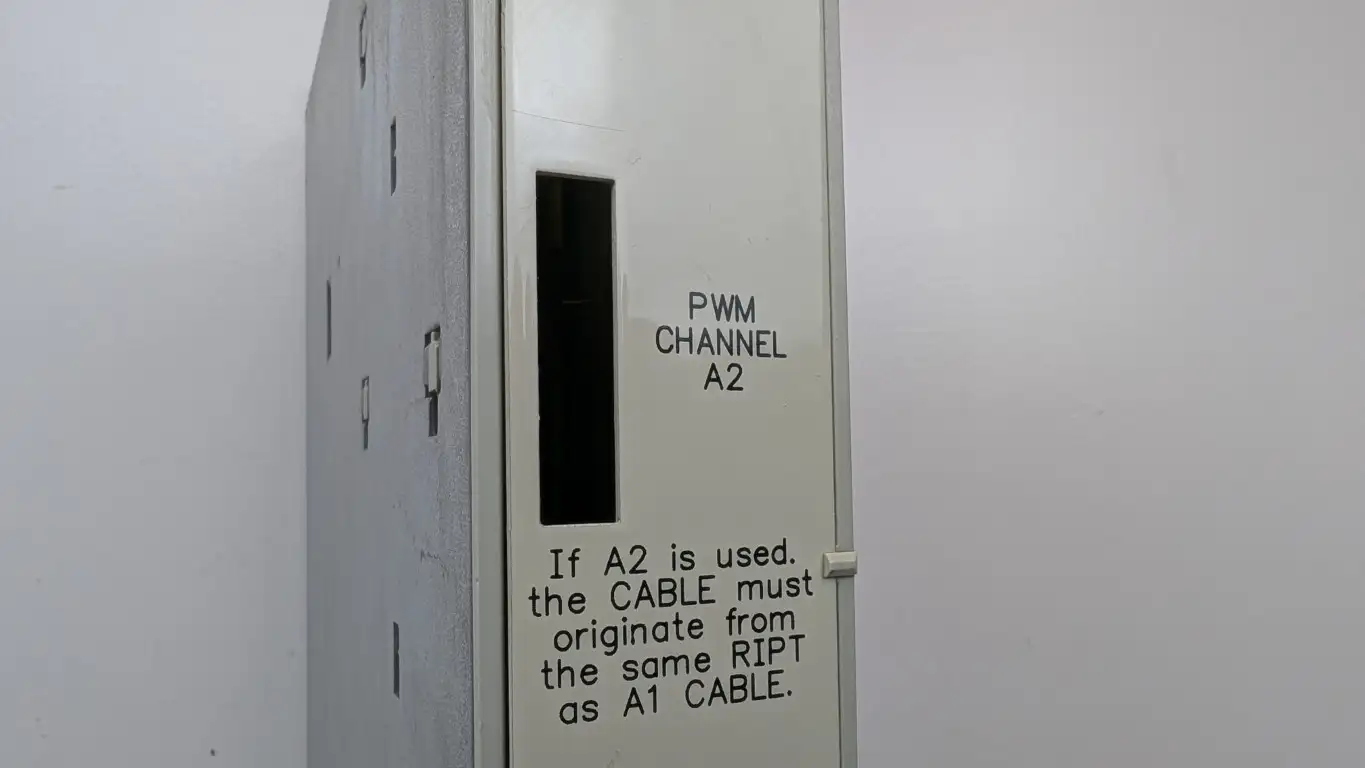 PWM
CHANNEL
A2
If A2 is used.
the CABLE must
originate from
the same RIPT
as A1 CABLE.